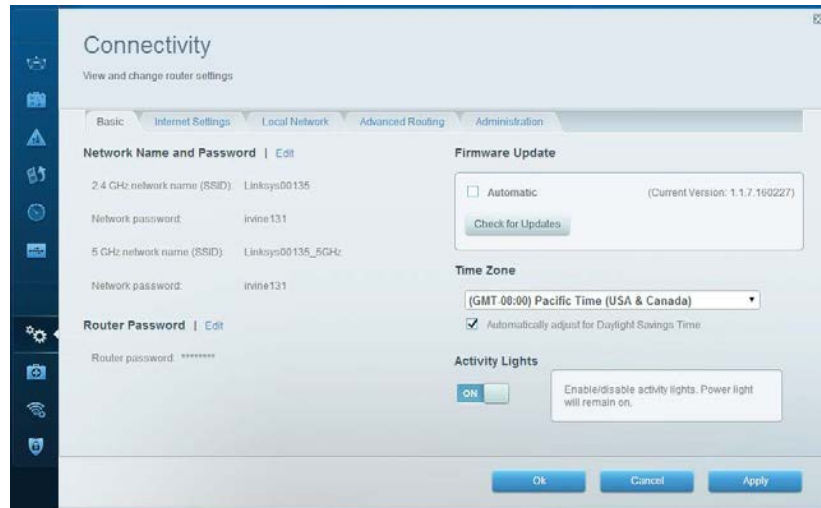 Connectivity
View and change router settings
Basic
Internet Settings
Local Network
Advanced Routing
Administration
Network Name and Password | Edit
2.4 GHz network name (SSID): Linksys00135
Network password: irvine131
5 GHz network name (SSID): Linksys00135_5GHz
Network password: irvine131
Router Password | Edit
Router password: ********
Firmware Update
Automatic
(Current Version: 1.1.7.160227)
Check for Updates
Time Zone
(GMT-08:00) Pacific Time (USA & Canada)
Automatically adjust for Daylight Savings Time
Activity Lights
ON
Enable/disable activity lights. Power light
will remain on.
Ok
Cancel
Apply